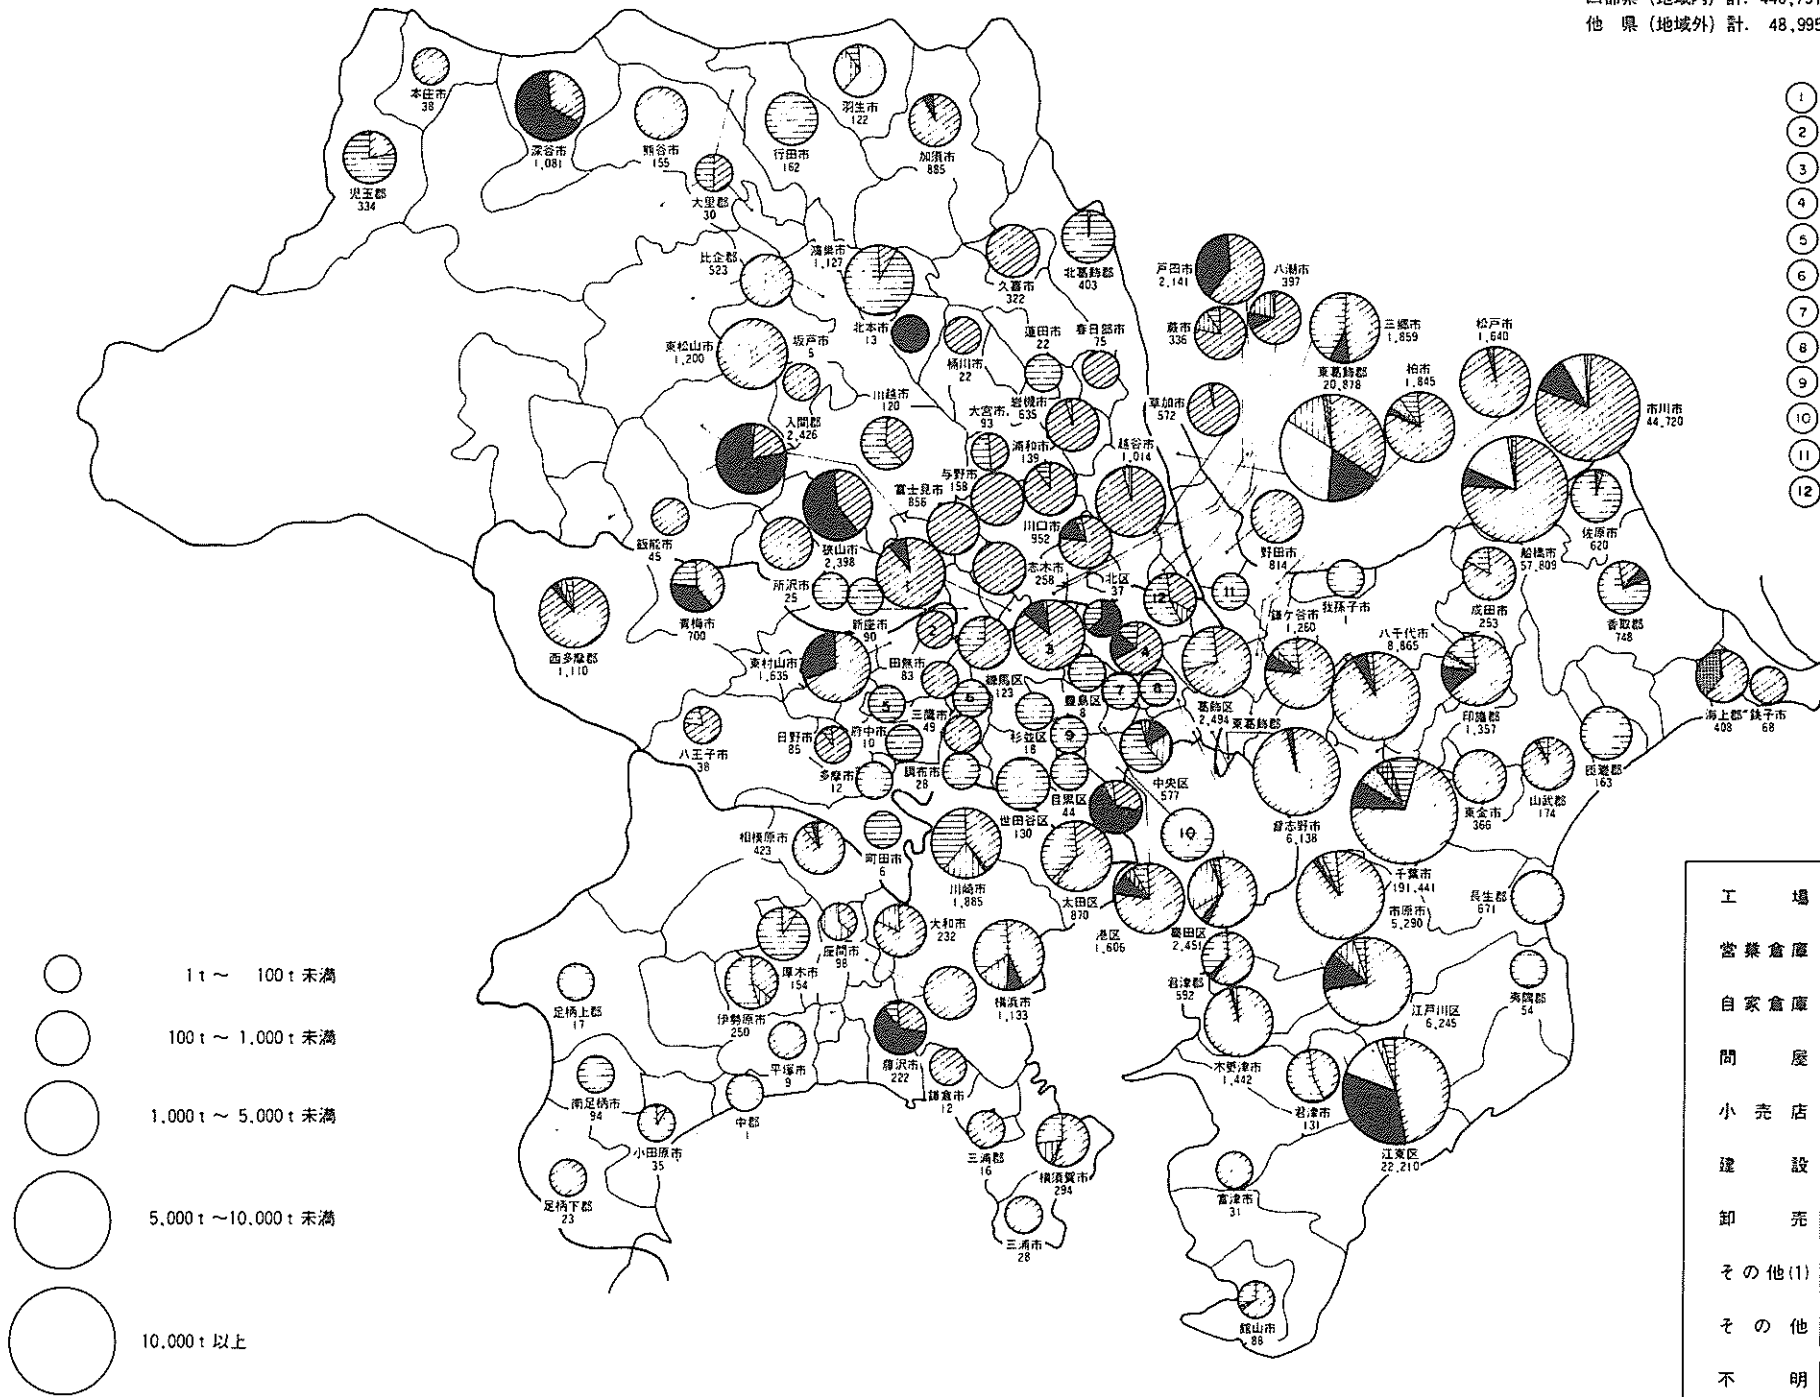 他 県 (地域外) 計. 48,995
1
2
3
4
5
6
7
8
9
10
11
12
本庄市
38
深谷市
1,081
熊谷市
155
行田市
162
羽生市
122
加須市
885
児玉郡
334
大里郡
30
比企郡
523
鴻巣市
1,127
久喜市
322
北葛飾郡
403
戸田市
2,141
八潮市
397
蕨市
336
三郷市
1,859
松戸市
1,640
東葛飾郡
20,878
柏市
1,845
市川市
44,720
東松山市
1,200
坂戸市
5
北本市
13
桶川市
22
蓮田市
22
春日部市
75
岩槻市
635
草加市
572
川越市
120
大宮市
93
浦和市
139
越谷市
1,014
入間郡
2,426
与野市
158
富士見市
856
川口市
952
野田市
814
船橋市
57,809
佐原市
620
飯能市
45
狭山市
2,398
所沢市
25
志木市
258
北区
37
我孫子市
1
成田市
253
香取郡
748
西多摩郡
1,110
青梅市
700
新座市
90
1
2
3
4
12
11
鎌ケ谷市
1,260
八千代市
8,865
東村山市
1,635
田無市
83
練馬区
123
豊島区
8
7
8
葛飾区
2,494
東葛飾郡
印旛郡
1,357
海上郡
408
銚子市
68
八王子市
38
日野市
85
5
府中市
10
三鷹市
49
6
杉並区
18
9
多摩市
12
調布市
28
世田谷区
130
目黒区
44
中央区
577
習志野市
6,138
東金市
366
山武郡
174
匝瑳郡
163
相模原市
423
町田市
6
川崎市
1,885
太田区
870
10
港区
1,606
墨田区
2,451
千葉市
191,441
市原市
5,290
長生郡
671
厚木市
154
座間市
98
大和市
232
横浜市
1,133
君津郡
592
江戸川区
6,245
夷隅郡
54
足柄上郡
17
伊勢原市
250
平塚市
9
藤沢市
222
鎌倉市
12
木更津市
1,442
君津市
131
江東区
22,210
南足柄市
94
小田原市
35
中郡
1
三浦郡
16
横須賀市
294
富津市
31
足柄下郡
23
三浦市
28
館山市
88
1t ~ 100t 未満
100t ~ 1,000t 未満
1,000t ~ 5,000t 未満
5,000t ~10,000t 未満
10,000t 以上
工場
営業倉庫
自家倉庫
問屋
小売店
建設
卸売
その他(1)
その他
不明